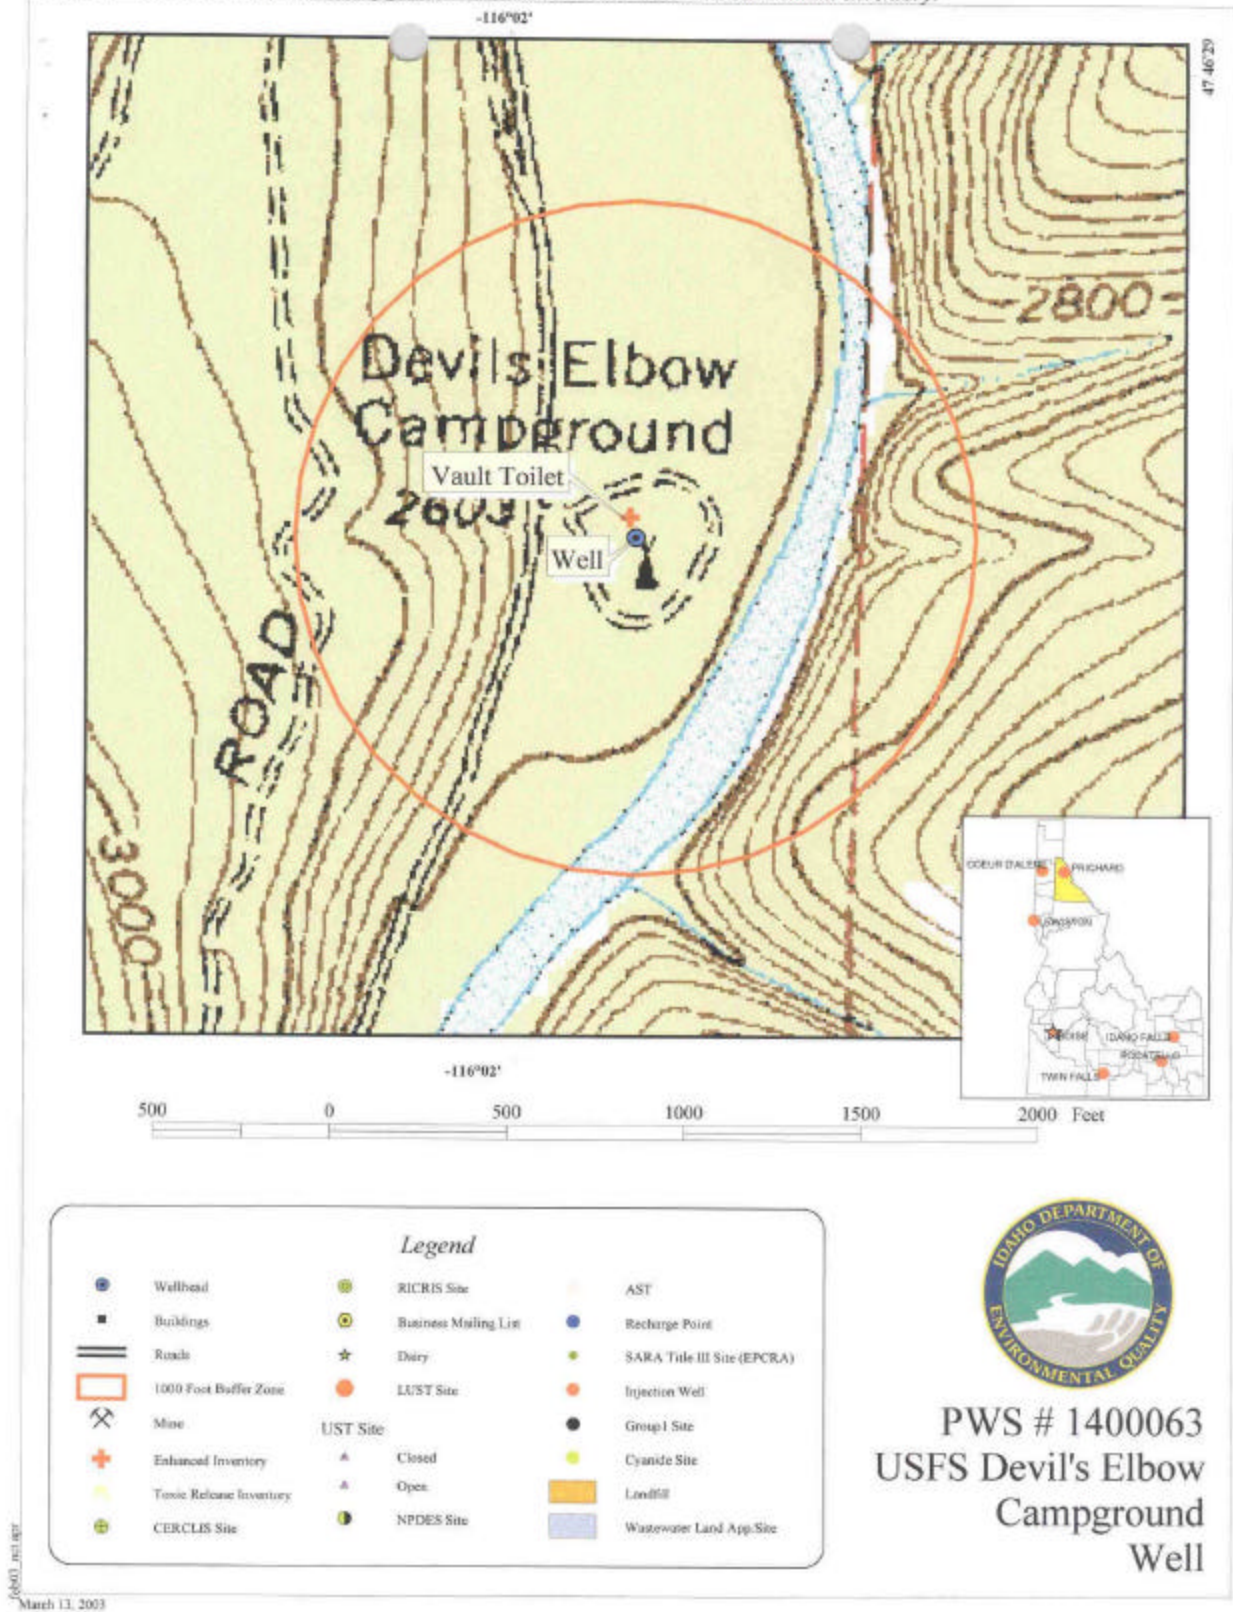 -116°02'
47 46'29
2800
Devils Elbow
Campground
Vault Toilet
2603
Well
ROAD
3000
COEUR D'ALENE
PRICHARD
LEWISTON
BOISE
IDAHO FALLS
POCATELLO
TWIN FALLS
-116°02'
500 0 500 1000 1500 2000 Feet
Legend
Wellhead
Buildings
Roads
1000 Foot Buffer Zone
Mine
Enhanced Inventory
Toxic Release Inventory
CERCLIS Site
RICRIS Site
Business Mailing List
Dairy
LUST Site
UST Site
Closed
Open
NPDES Site
AST
Recharge Point
SARA Title III Site (EPCRA)
Injection Well
Group1 Site
Cyanide Site
Landfill
Wastewater Land App.Site
IDAHO DEPARTMENT OF
ENVIRONMENTAL QUALITY
PWS # 1400063
USFS Devil's Elbow
Campground
Well
March 13, 2003